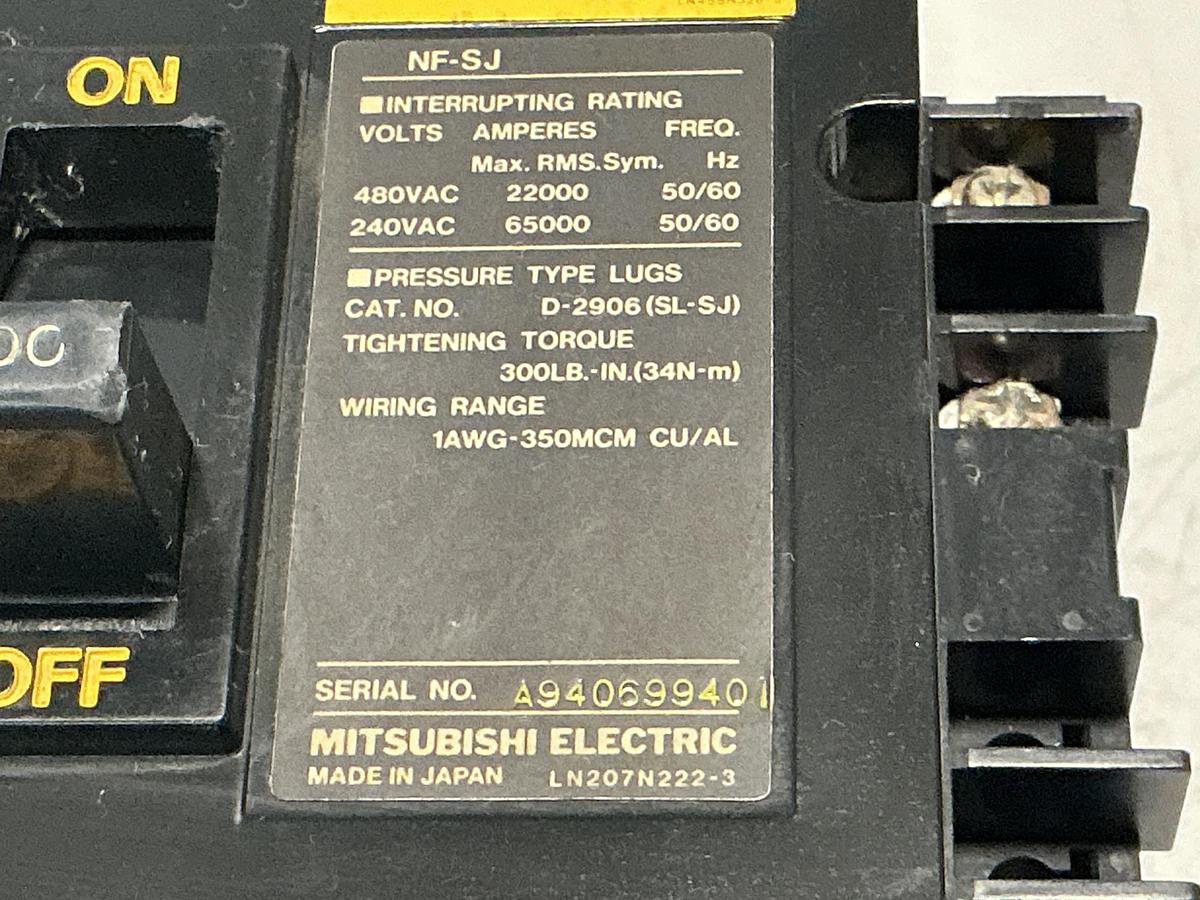 ON
NF-SJ
■INTERRUPTING RATING
VOLTS AMPERES FREQ.
Max. RMS.Sym. Hz
480VAC 22000 50/60
240VAC 65000 50/60
■PRESSURE TYPE LUGS
CAT. NO. D-2906 (SL-SJ)
TIGHTENING TORQUE
300LB.-IN.(34N-m)
WIRING RANGE
1AWG-350MCM CU/AL
OFF
SERIAL NO. A940699401
MITSUBISHI ELECTRIC
MADE IN JAPAN LN207N222-3